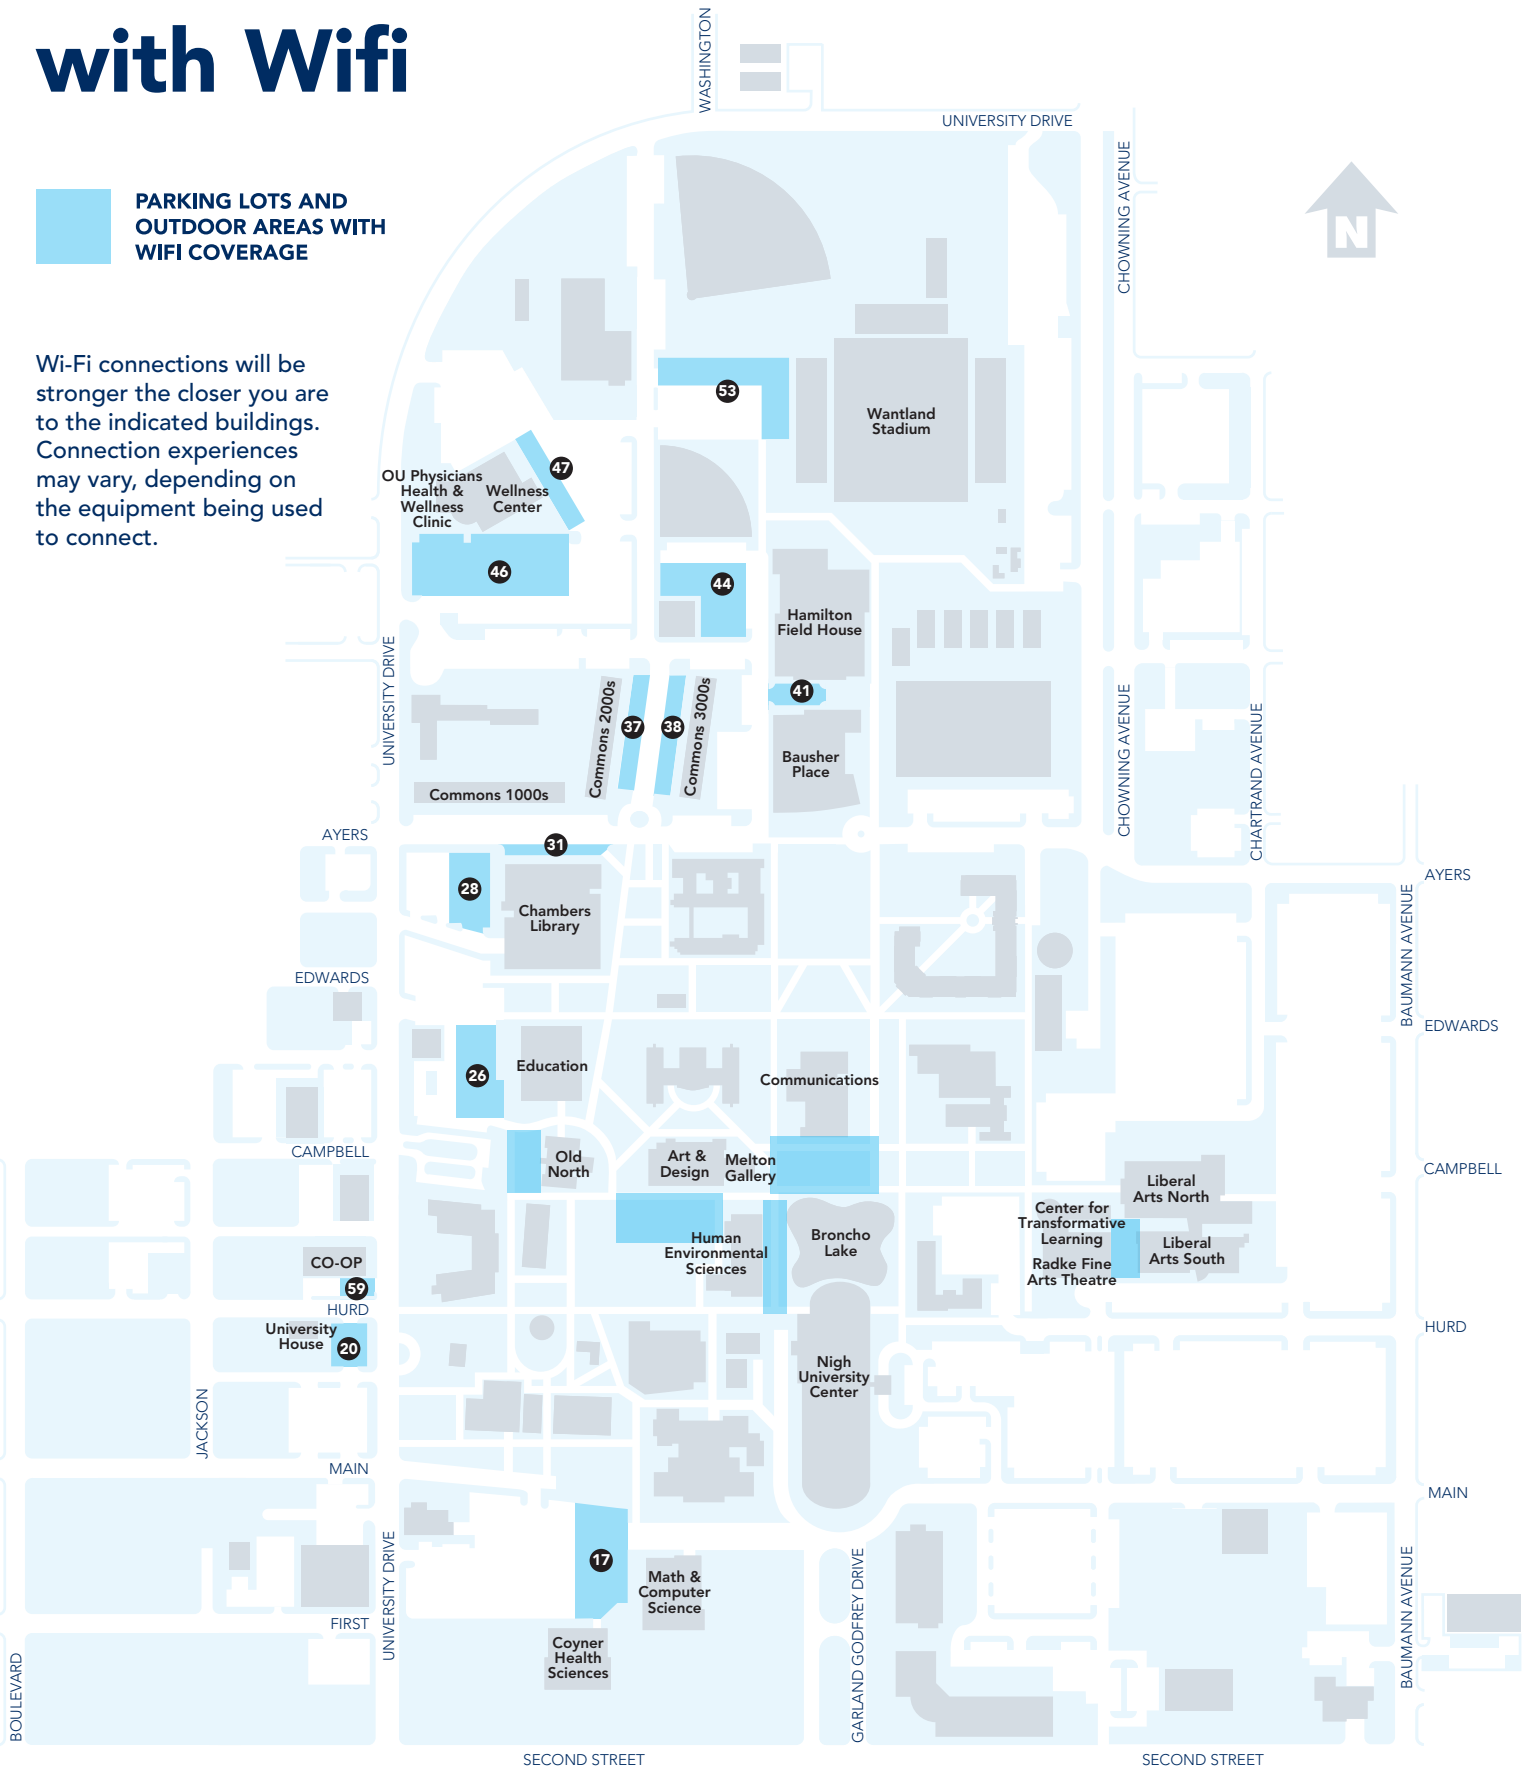 with Wifi
PARKING LOTS AND
OUTDOOR AREAS WITH
WIFI COVERAGE
Wi-Fi connections will be
stronger the closer you are
to the indicated buildings.
Connection experiences
may vary, depending on
the equipment being used
to connect.
WASHINGTON
UNIVERSITY DRIVE
CHOWNING AVENUE
N
53
Wantland
Stadium
47
OU Physicians
Health &
Wellness
Clinic
Wellness
Center
46
44
Hamilton
Field House
UNIVERSITY DRIVE
41
Commons 2000s
37
38
Commons 3000s
Bausher
Place
Commons 1000s
CHOWNING AVENUE
CHARTRAND AVENUE
AYERS
31
28
Chambers
Library
AYERS
BAUMANN AVENUE
EDWARDS
EDWARDS
26
Education
Communications
CAMPBELL
Old
North
Art &
Design
Melton
Gallery
CAMPBELL
Liberal
Arts North
Center for
Transformative
Learning
Human
Environmental
Sciences
Broncho
Lake
Liberal
Arts South
Radke Fine
Arts Theatre
CO-OP
59
HURD
University
House
20
HURD
Nigh
University
Center
JACKSON
MAIN
MAIN
17
Math &
Computer
Science
UNIVERSITY DRIVE
GARLAND GODFREY DRIVE
BAUMANN AVENUE
FIRST
Coyner
Health
Sciences
BOULEVARD
SECOND STREET
SECOND STREET